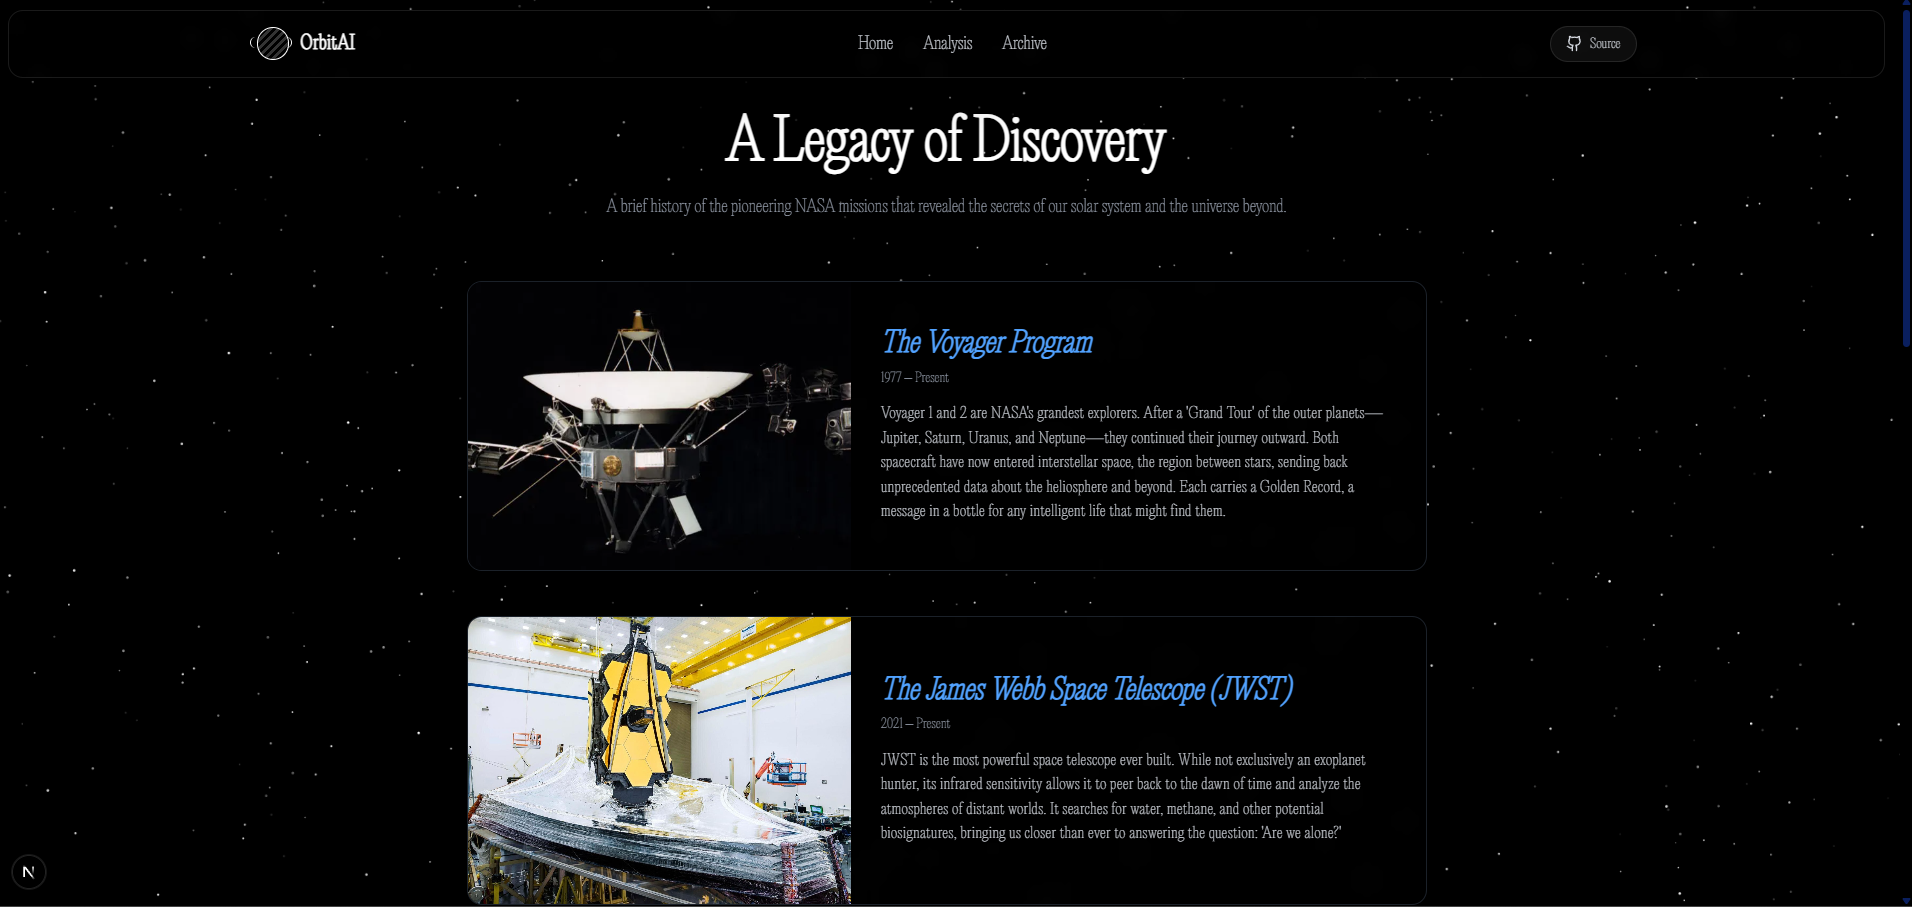 OrbitAI
Home
Analysis
Archive
Source
A Legacy of Discovery
A brief history of the pioneering NASA missions that revealed the secrets of our solar system and the universe beyond.
The Voyager Program
1977 – Present
Voyager 1 and 2 are NASA's grandest explorers. After a 'Grand Tour' of the outer planets—
Jupiter, Saturn, Uranus, and Neptune—they continued their journey outward. Both
spacecraft have now entered interstellar space, the region between stars, sending back
unprecedented data about the heliosphere and beyond. Each carries a Golden Record, a
message in a bottle for any intelligent life that might find them.
The James Webb Space Telescope (JWST)
2021 – Present
JWST is the most powerful space telescope ever built. While not exclusively an exoplanet
hunter, its infrared sensitivity allows it to peer back to the dawn of time and analyze the
atmospheres of distant worlds. It searches for water, methane, and other potential
biosignatures, bringing us closer than ever to answering the question: 'Are we alone?'
N